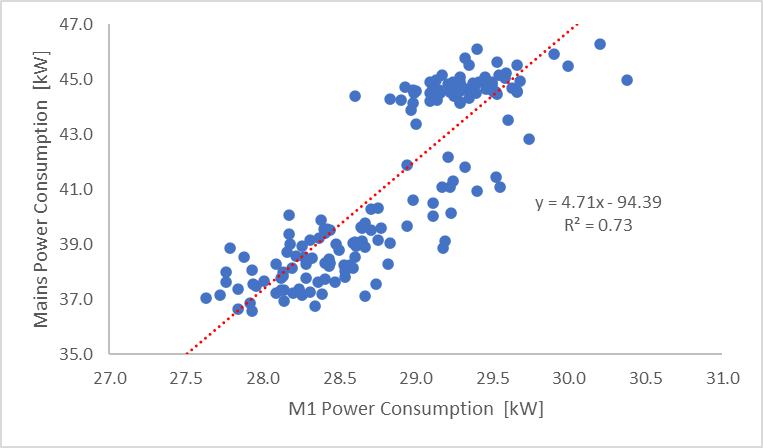 47.0
45.0
43.0
41.0
39.0
37.0
35.0
Mains Power Consumption [kW]
y = 4.71x - 94.39
R² = 0.73
27.0 27.5 28.0 28.5 29.0 29.5 30.0 30.5 31.0
M1 Power Consumption [kW]